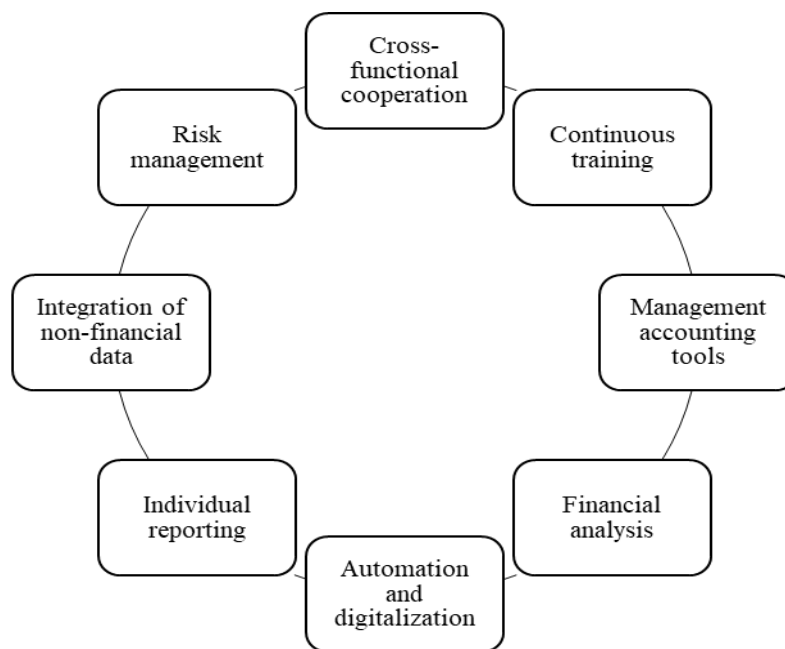 Cross-
functional
cooperation
Continuous
training
Management
accounting
tools
Financial
analysis
Automation
and
digitalization
Individual
reporting
Integration of
non-financial
data
Risk
management